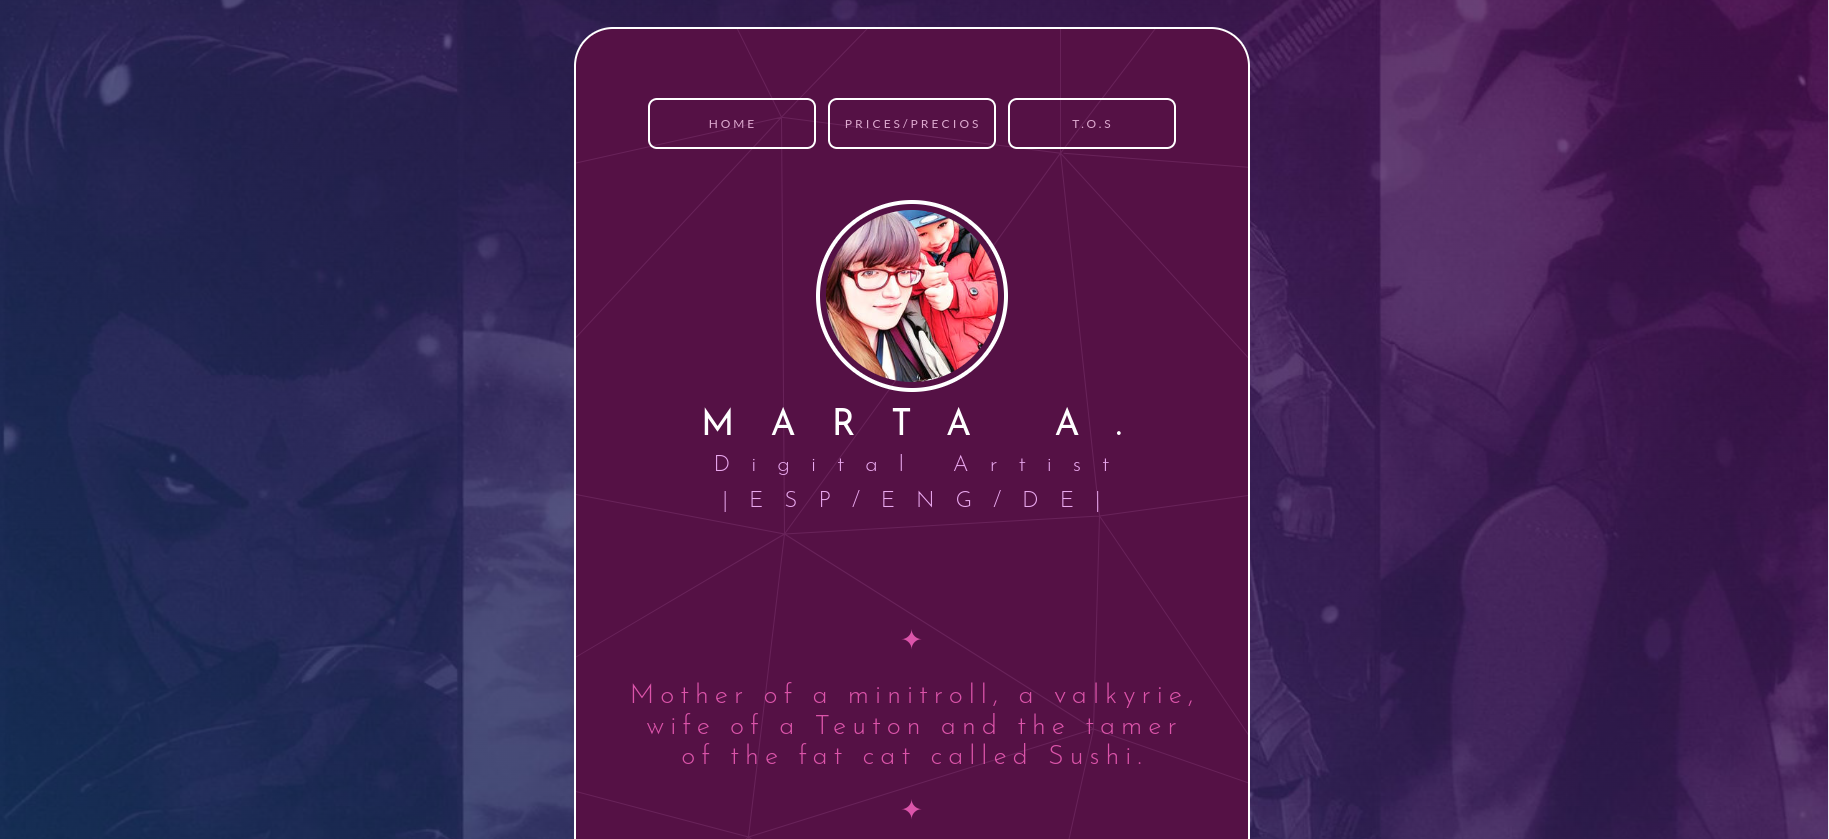 HOME
PRICES/PRECIOS
T.O.S
MARTA A.
Digital Artist
|ESP/ENG/DE|
Mother of a minitroll, a valkyrie,
wife of a Teuton and the tamer
of the fat cat called Sushi.